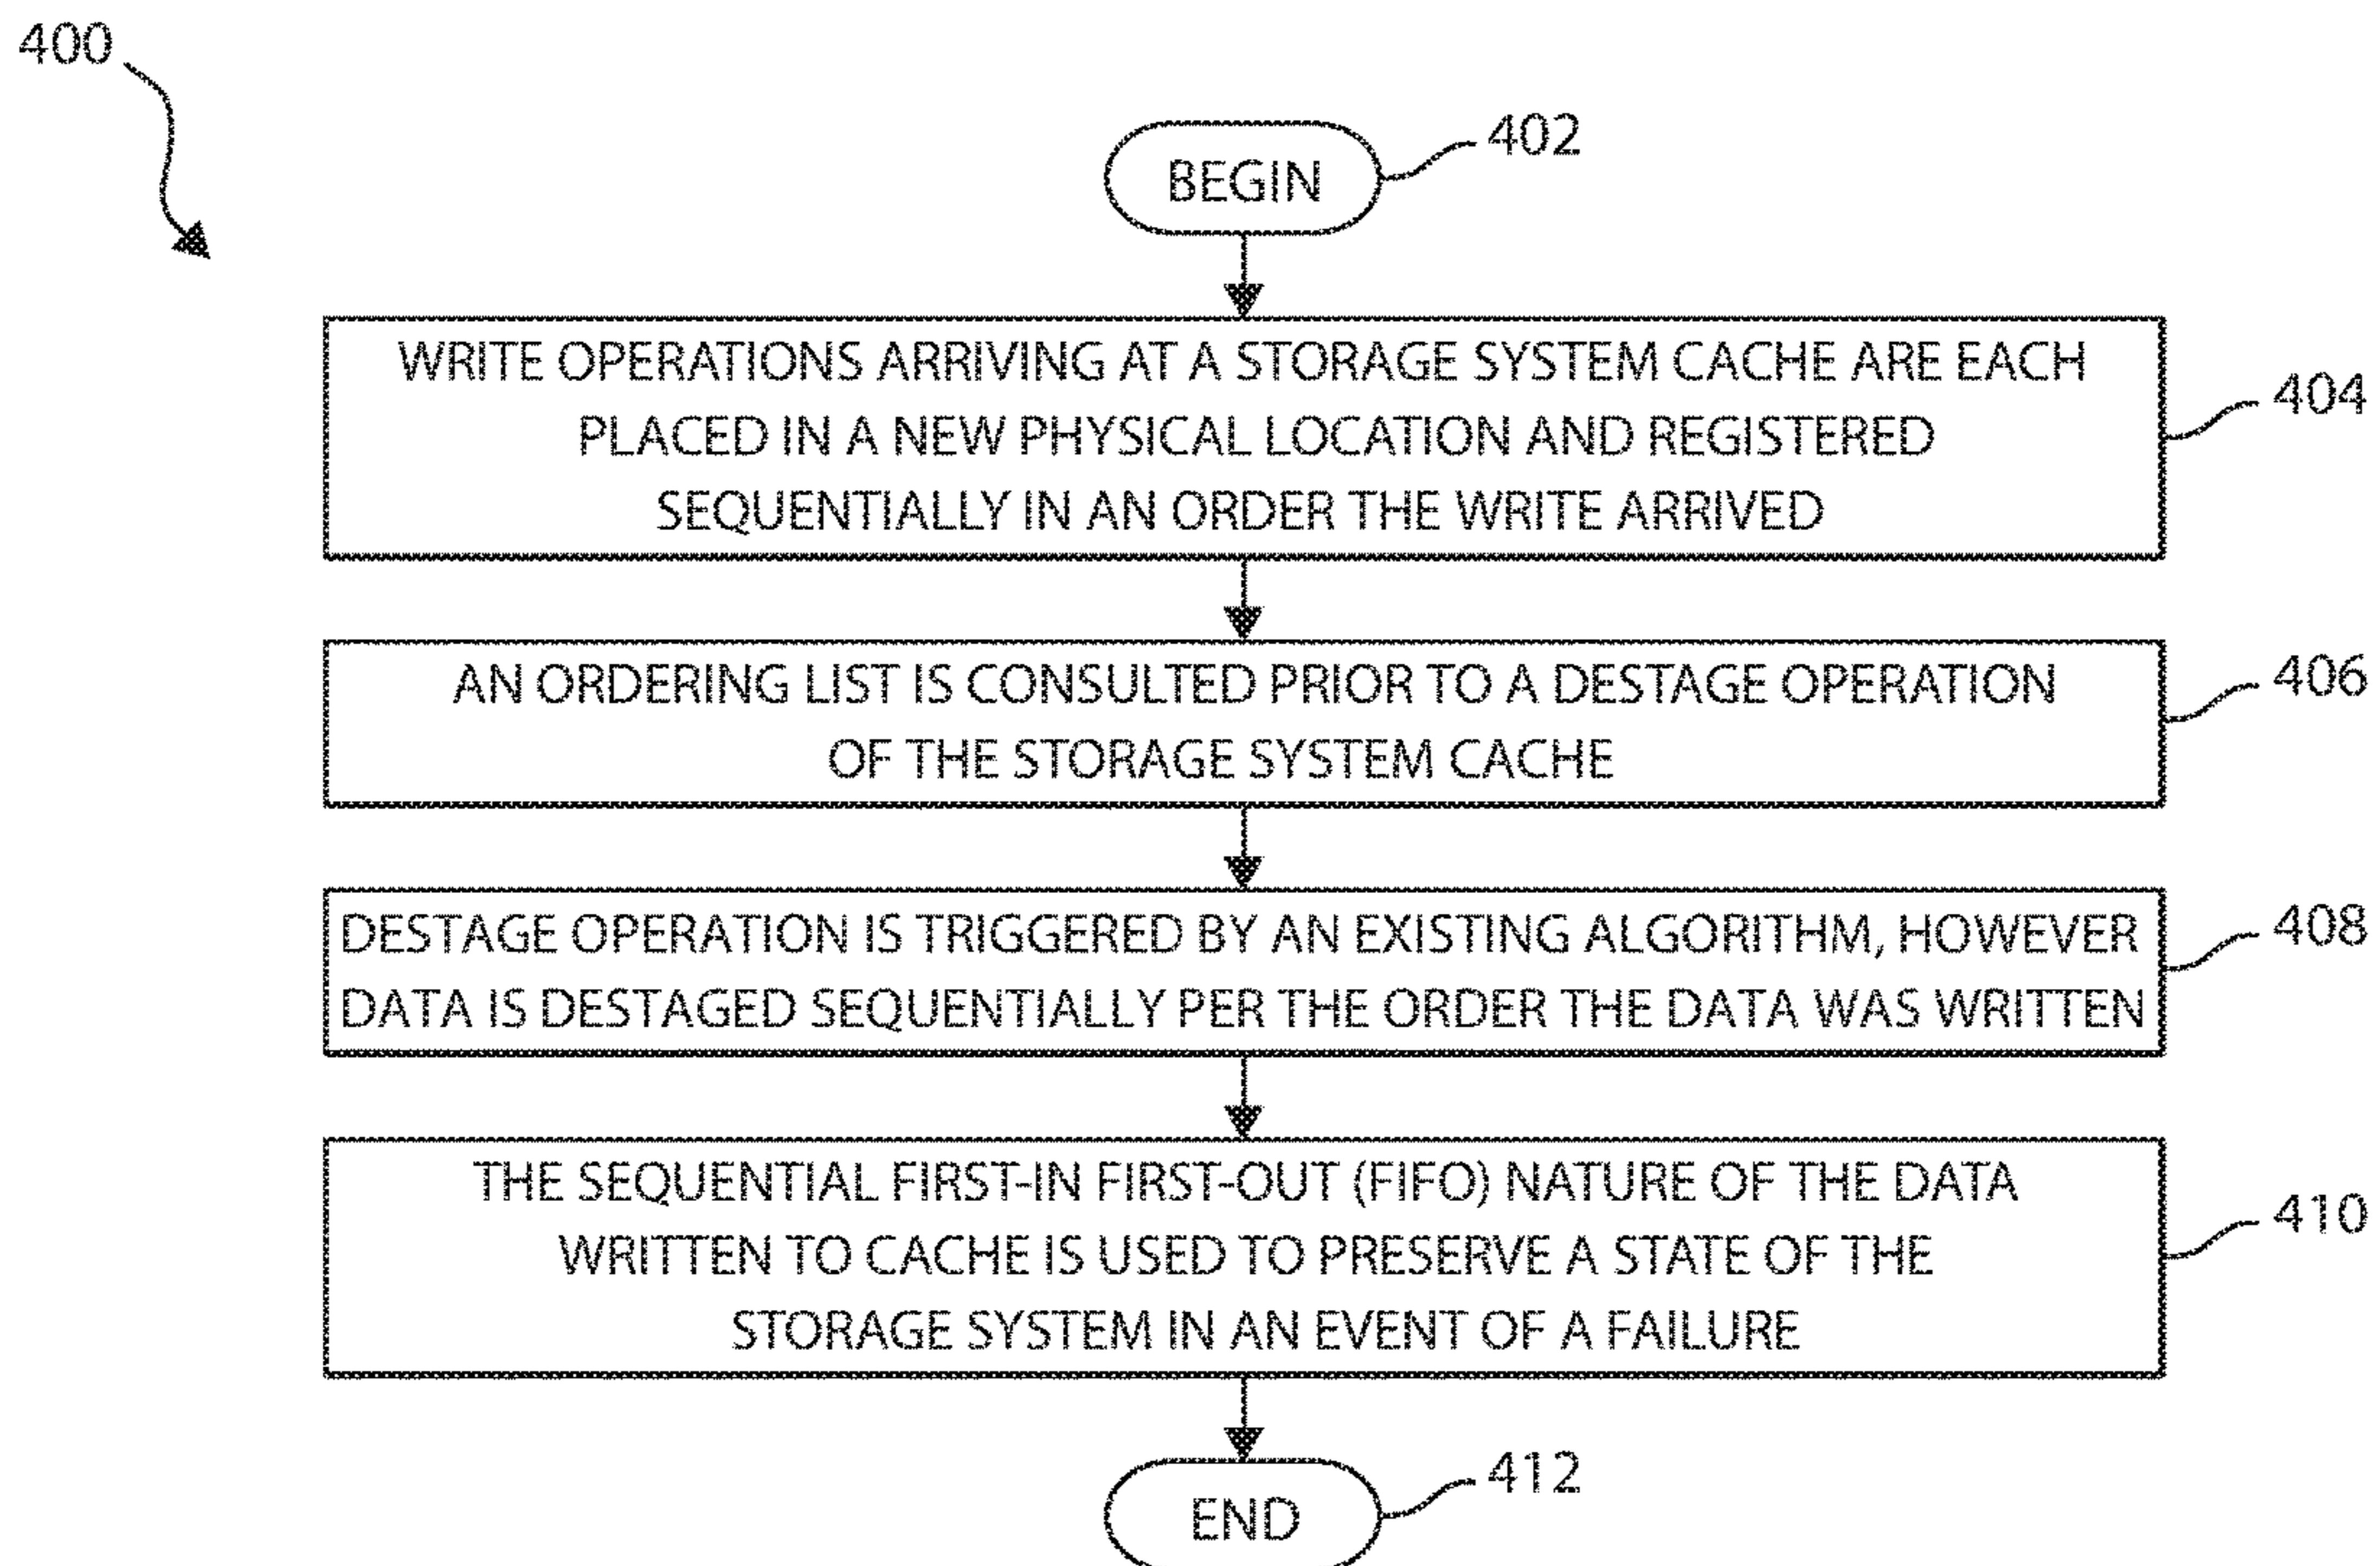 400
BEGIN
402
WRITE OPERATIONS ARRIVING AT A STORAGE SYSTEM CACHE ARE EACH
PLACED IN A NEW PHYSICAL LOCATION AND REGISTERED
SEQUENTIALLY IN AN ORDER THE WRITE ARRIVED
404
AN ORDERING LIST IS CONSULTED PRIOR TO A DESTAGE OPERATION
OF THE STORAGE SYSTEM CACHE
406
DESTAGE OPERATION IS TRIGGERED BY AN EXISTING ALGORITHM, HOWEVER
DATA IS DESTAGED SEQUENTIALLY PER THE ORDER THE DATA WAS WRITTEN
408
THE SEQUENTIAL FIRST-IN FIRST-OUT (FIFO) NATURE OF THE DATA
WRITTEN TO CACHE IS USED TO PRESERVE A STATE OF THE
STORAGE SYSTEM IN AN EVENT OF A FAILURE
410
END
412